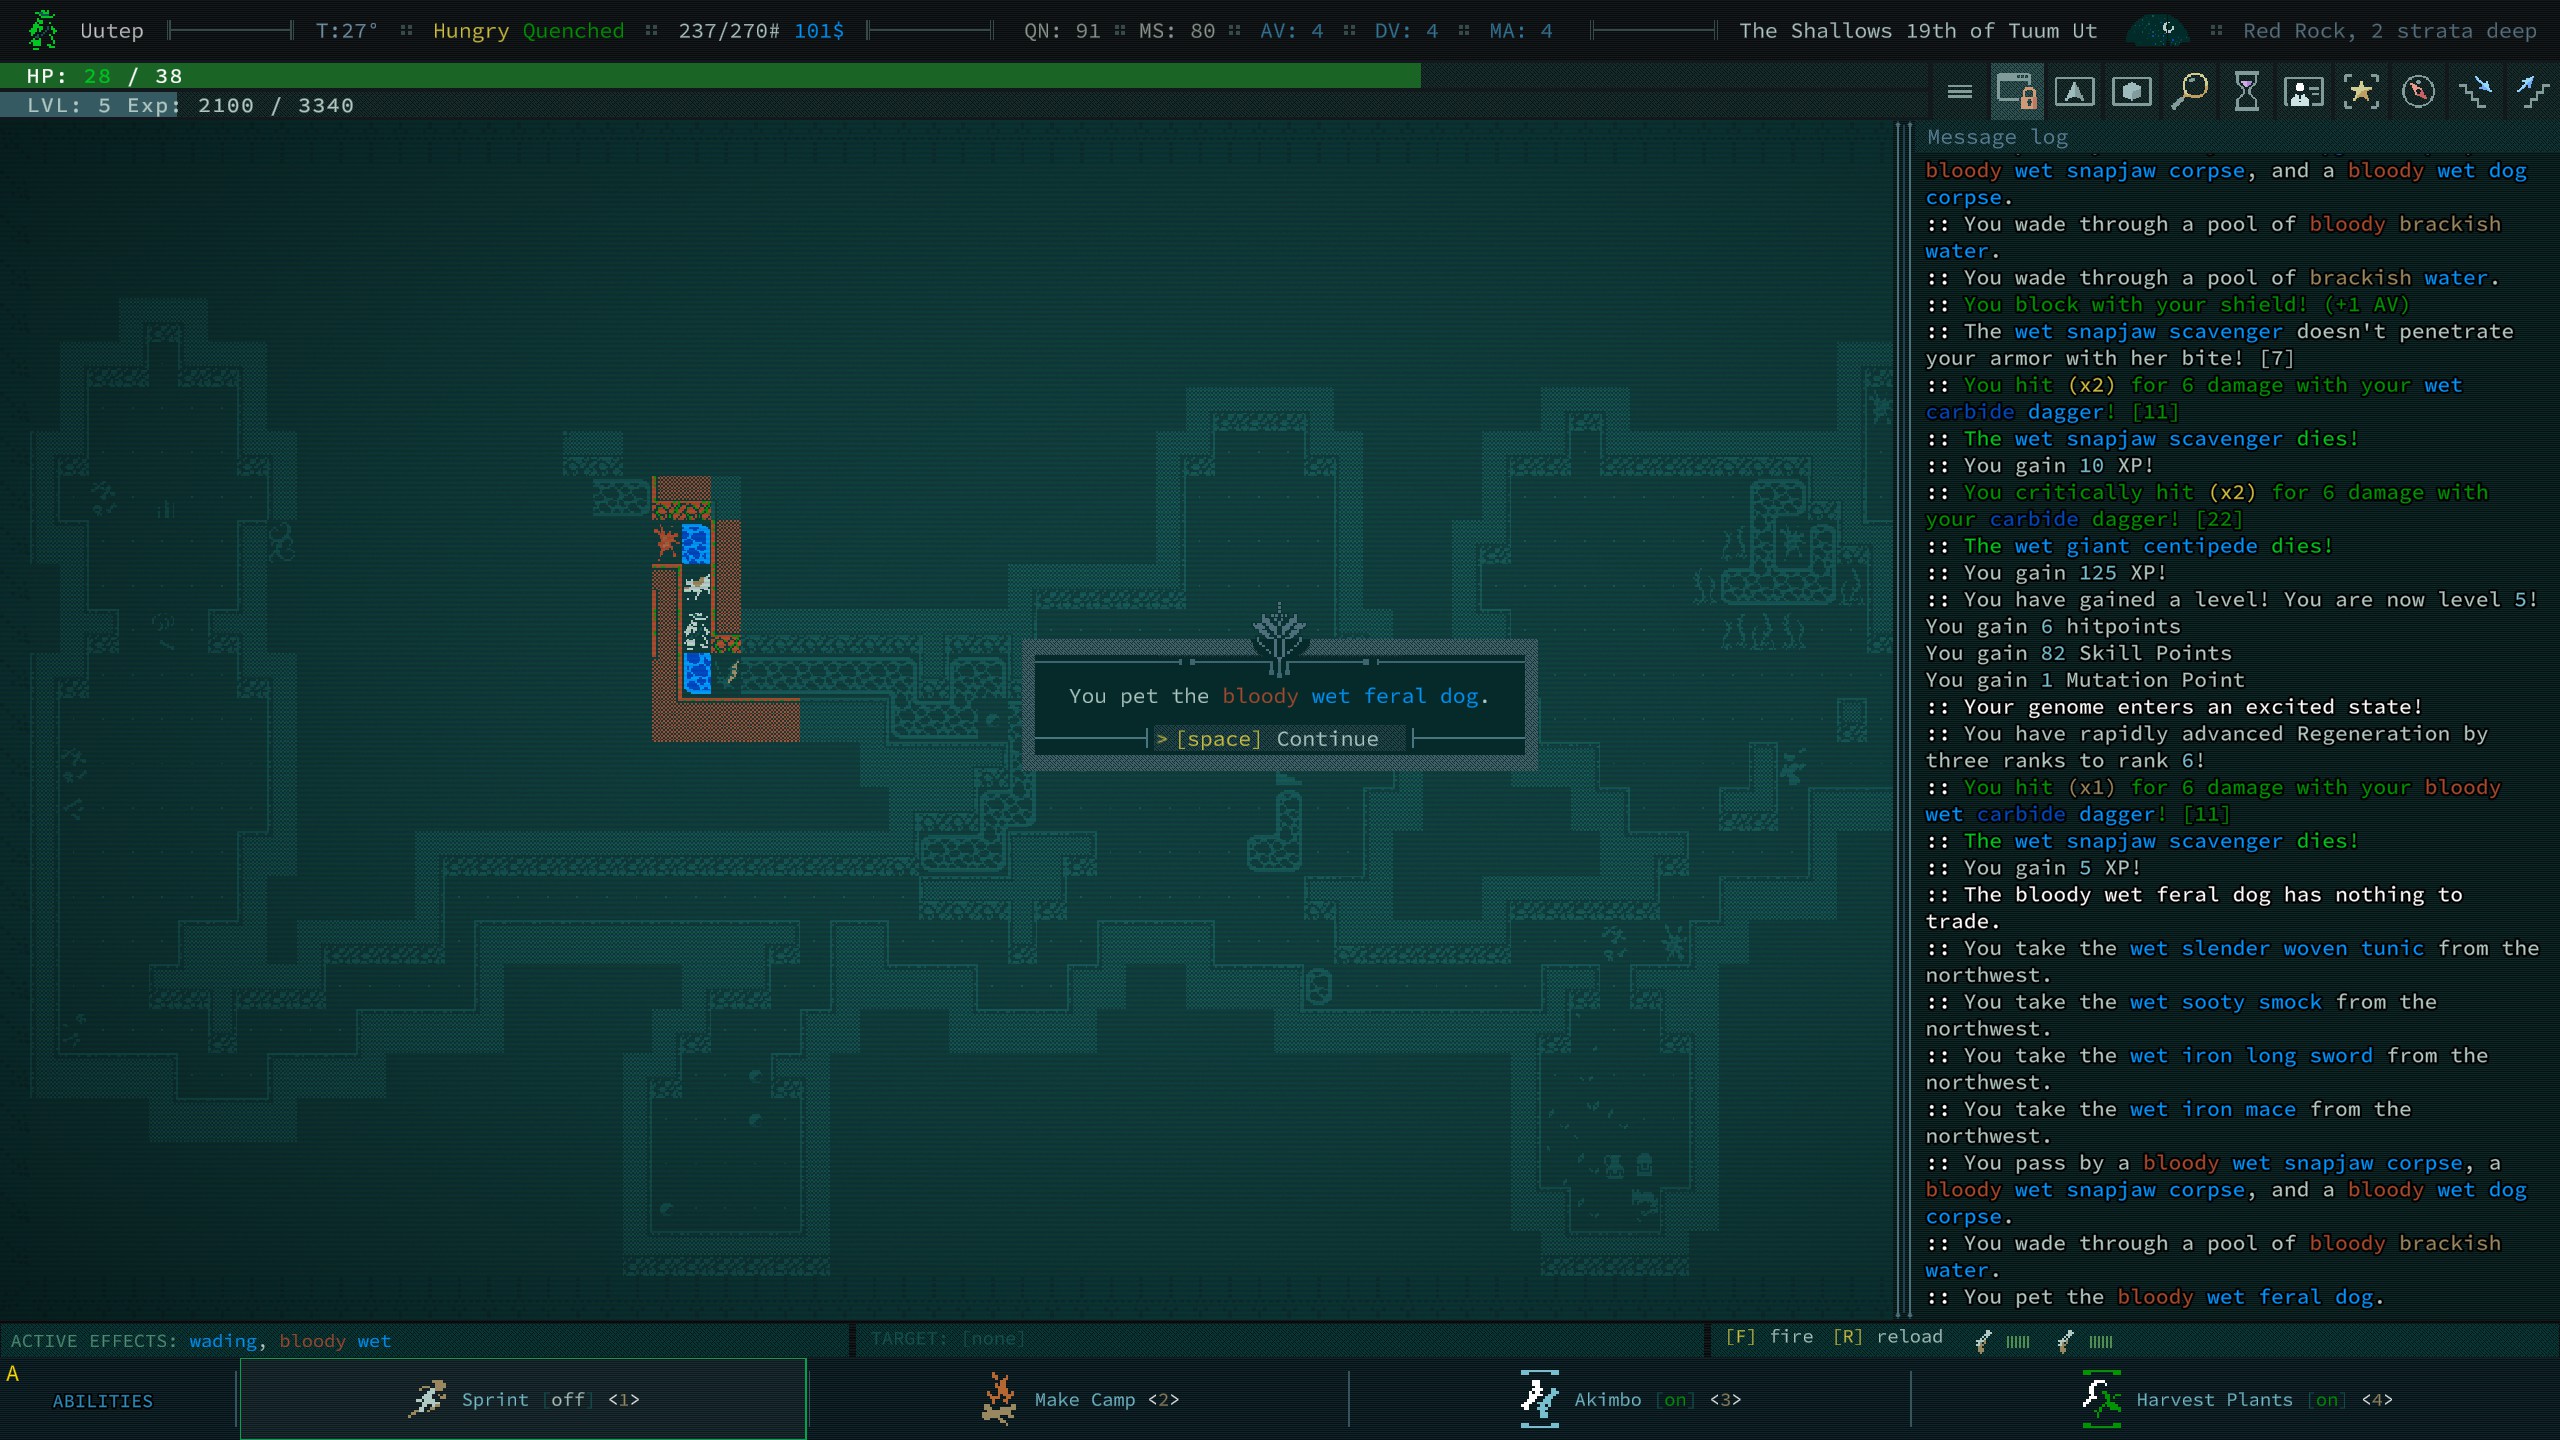 Uutep T:27° Hungry Quenched 237/270# 101$ QN: 91 MS: 80 AV: 4 DV: 4 MA: 4 The Shallows 19th of Tuum Ut Red Rock, 2 strata deep
HP: 28 / 38
LVL: 5 Exp: 2100 / 3340
Message log
bloody wet snapjaw corpse, and a bloody wet dog
corpse.
:: You wade through a pool of bloody brackish
water.
:: You wade through a pool of brackish water.
:: You block with your shield! (+1 AV)
:: The wet snapjaw scavenger doesn't penetrate
your armor with her bite! [7]
:: You hit (x2) for 6 damage with your wet
carbide dagger! [11]
:: The wet snapjaw scavenger dies!
:: You gain 10 XP!
:: You critically hit (x2) for 6 damage with
your carbide dagger! [22]
:: The wet giant centipede dies!
:: You gain 125 XP!
:: You have gained a level! You are now level 5!
You gain 6 hitpoints
You gain 82 Skill Points
You gain 1 Mutation Point
:: Your genome enters an excited state!
:: You have rapidly advanced Regeneration by
three ranks to rank 6!
:: You hit (x1) for 6 damage with your bloody
wet carbide dagger! [11]
:: The wet snapjaw scavenger dies!
:: You gain 5 XP!
:: The bloody wet feral dog has nothing to
trade.
:: You take the wet slender woven tunic from the
northwest.
:: You take the wet sooty smock from the
northwest.
:: You take the wet iron long sword from the
northwest.
:: You take the wet iron mace from the
northwest.
:: You pass by a bloody wet snapjaw corpse, a
bloody wet snapjaw corpse, and a bloody wet dog
corpse.
:: You wade through a pool of bloody brackish
water.
:: You pet the bloody wet feral dog.
You pet the bloody wet feral dog.
> [space] Continue
ACTIVE EFFECTS: wading, bloody wet
TARGET: [none]
[F] fire [R] reload
A
ABILITIES
Sprint [off] <1>
Make Camp <2>
Akimbo [on] <3>
Harvest Plants [on] <4>